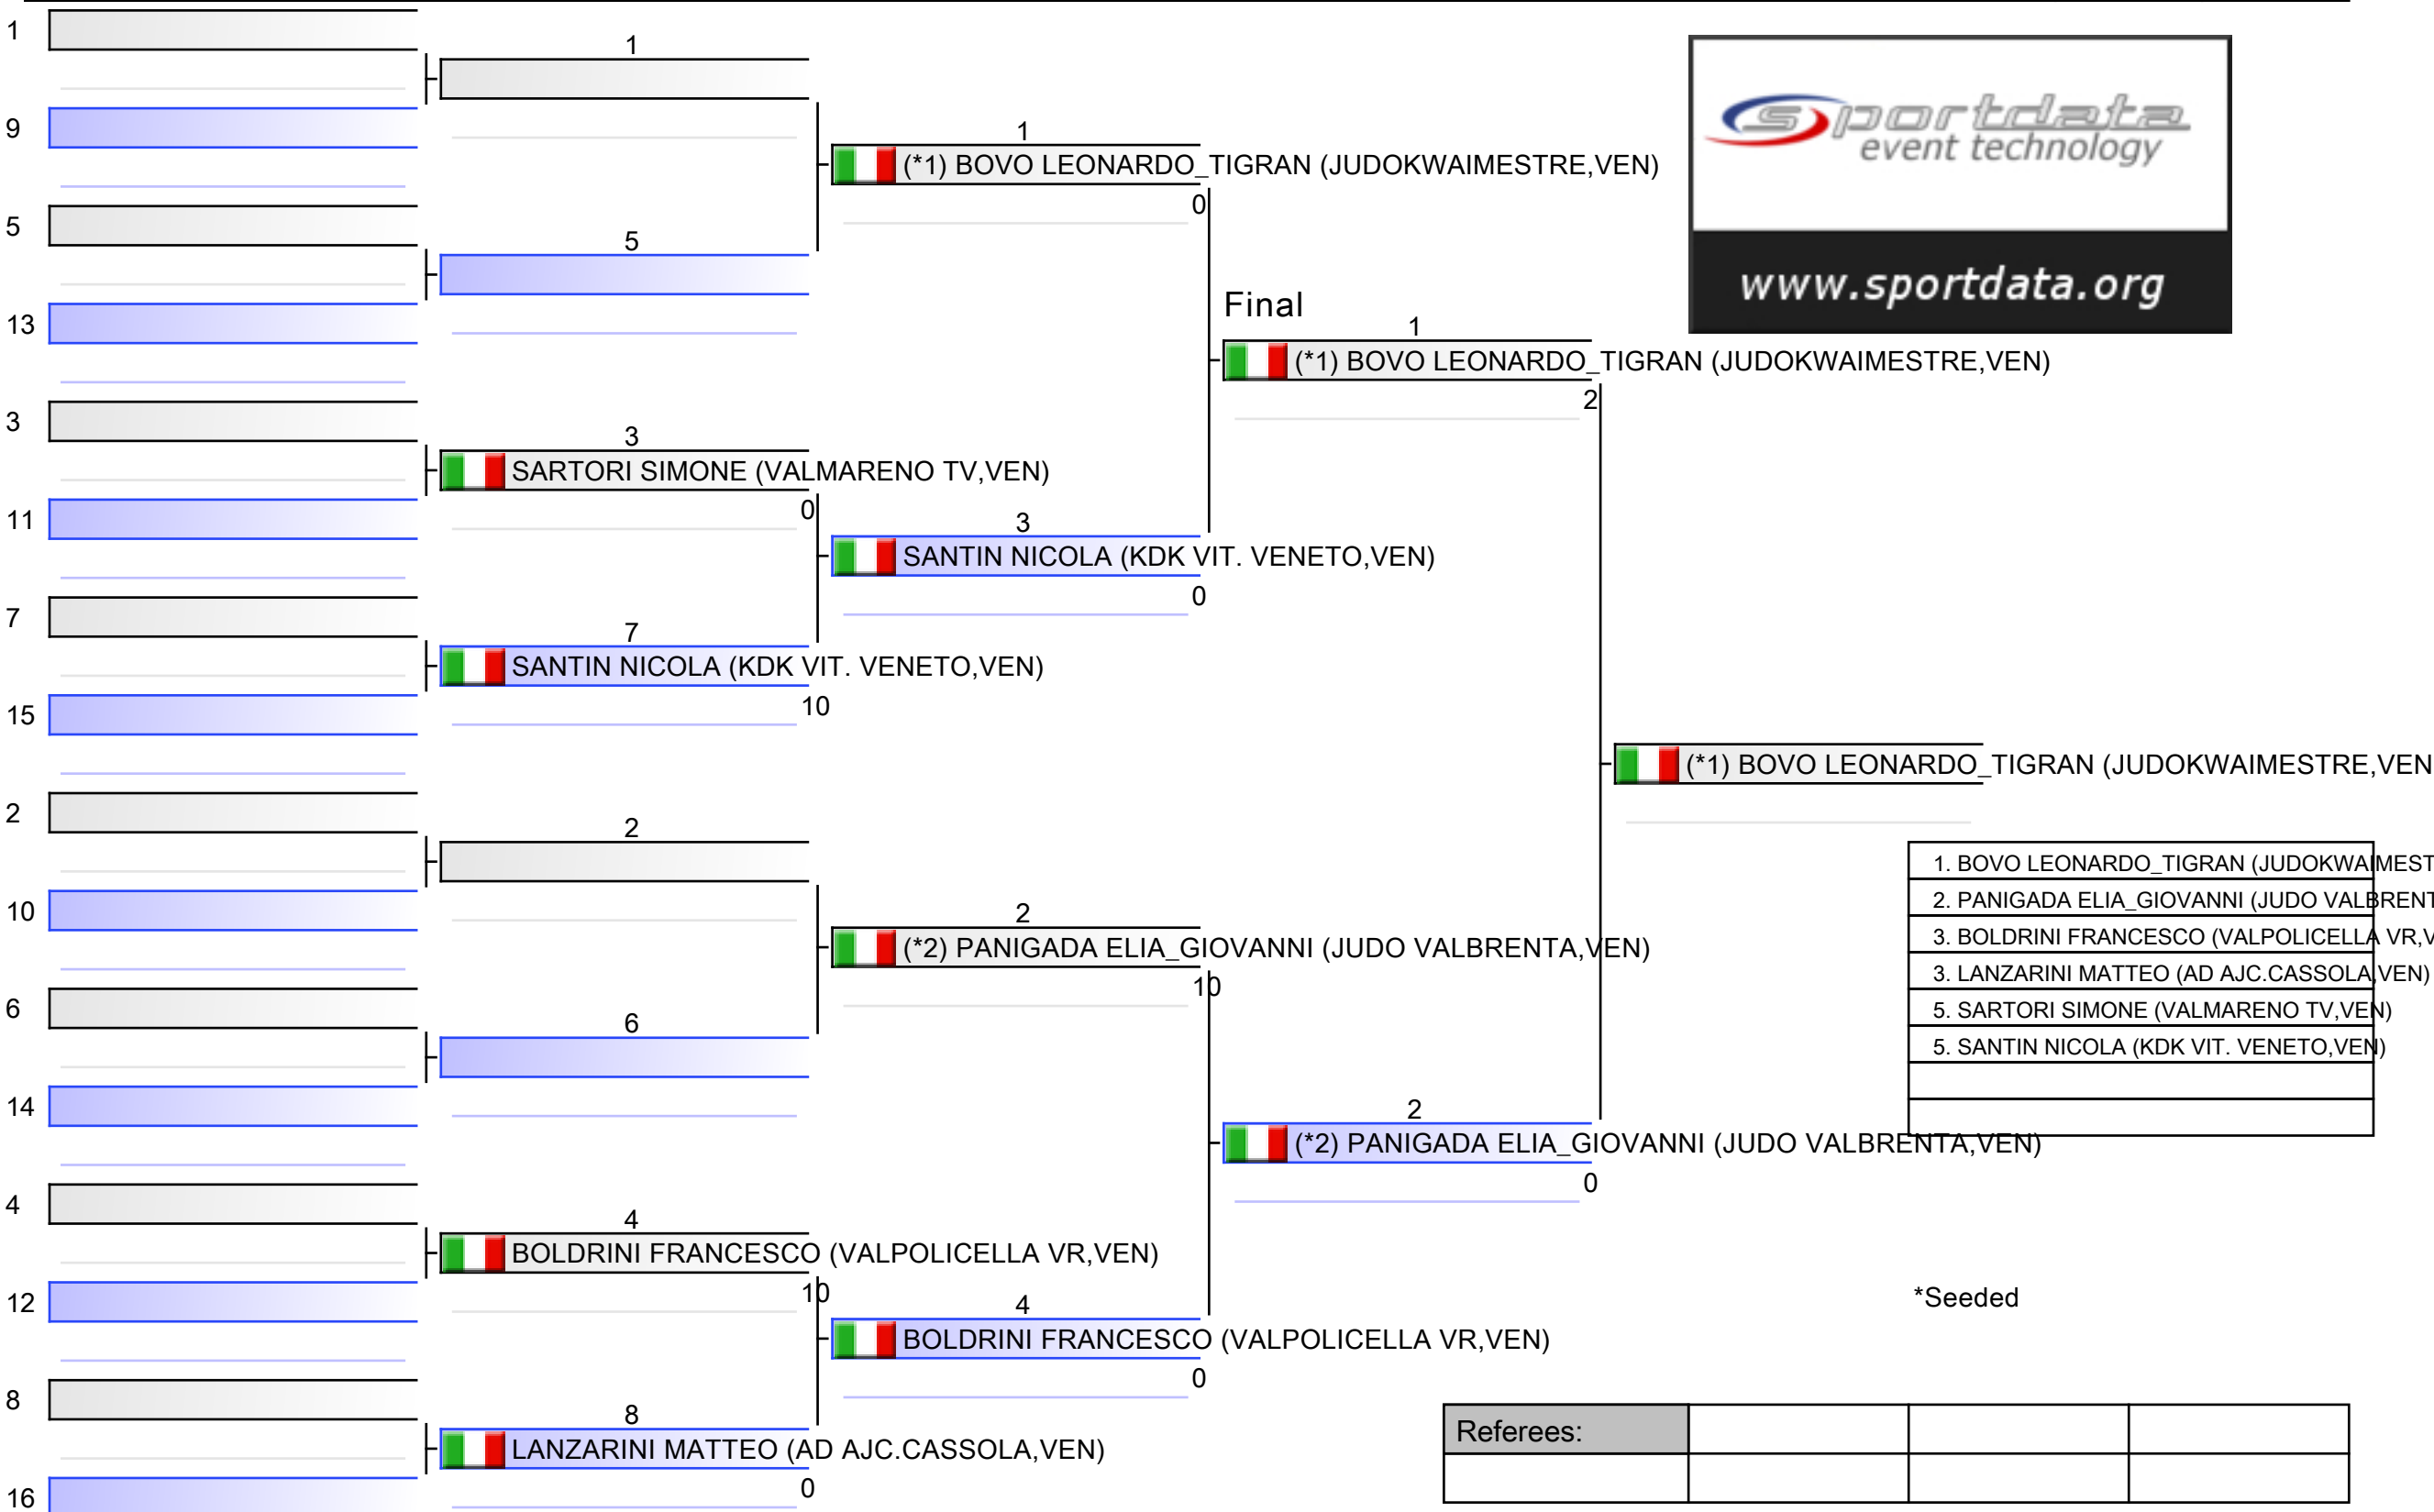 1
1
9
1
(*1) BOVO LEONARDO_TIGRAN (JUDOKWAIMESTRE,VEN)
0
sportdata
event technology
www.sportdata.org
5
5
13
Final
1
(*1) BOVO LEONARDO_TIGRAN (JUDOKWAIMESTRE,VEN)
2
3
3
SARTORI SIMONE (VALMARENO TV,VEN)
0
11
3
SANTIN NICOLA (KDK VIT. VENETO,VEN)
0
7
7
SANTIN NICOLA (KDK VIT. VENETO,VEN)
10
15
(*1) BOVO LEONARDO_TIGRAN (JUDOKWAIMESTRE,VEN
2
2
10
2
(*2) PANIGADA ELIA_GIOVANNI (JUDO VALBRENTA,VEN)
10
1. BOVO LEONARDO_TIGRAN (JUDOKWAIMEST
2. PANIGADA ELIA_GIOVANNI (JUDO VALBRENT
3. BOLDRINI FRANCESCO (VALPOLICELLA VR,V
3. LANZARINI MATTEO (AD AJC.CASSOLA,VEN)
5. SARTORI SIMONE (VALMARENO TV,VEN)
5. SANTIN NICOLA (KDK VIT. VENETO,VEN)
6
6
14
2
(*2) PANIGADA ELIA_GIOVANNI (JUDO VALBRENTA,VEN)
0
4
4
BOLDRINI FRANCESCO (VALPOLICELLA VR,VEN)
10
12
4
BOLDRINI FRANCESCO (VALPOLICELLA VR,VEN)
0
*Seeded
8
8
LANZARINI MATTEO (AD AJC.CASSOLA,VEN)
0
16
Referees: